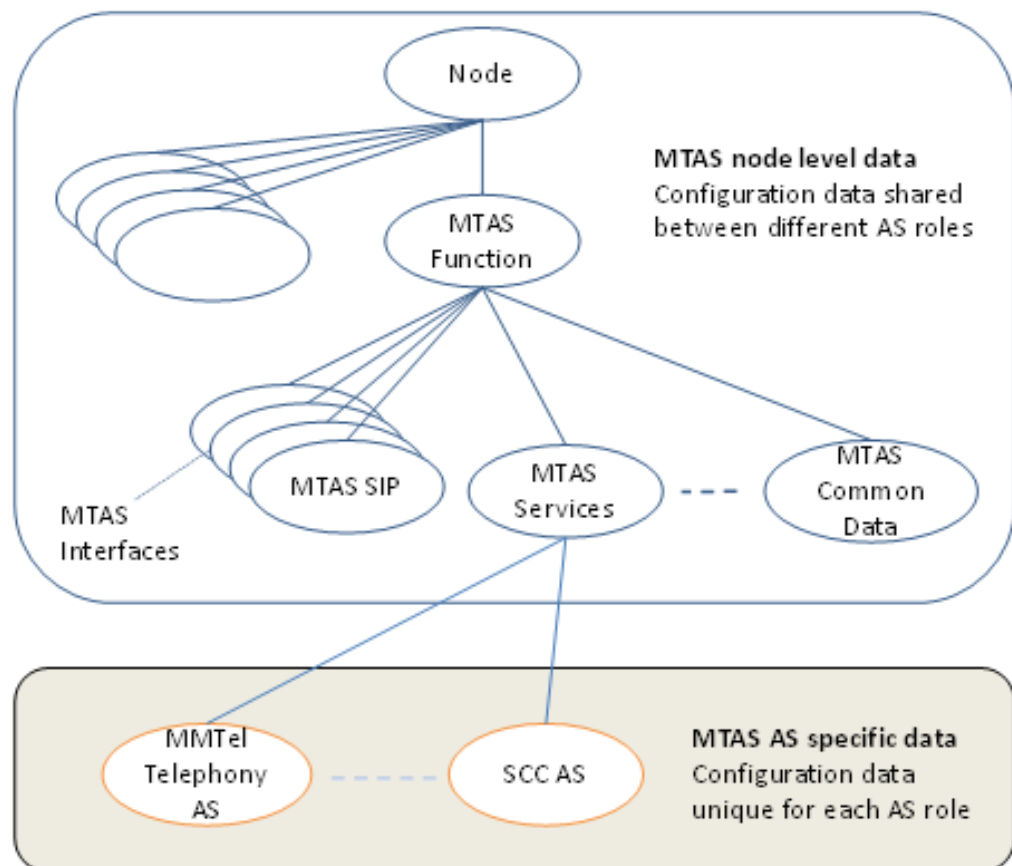 Node
MTAS node level data
Configuration data shared
between different AS roles
MTAS
Function
MTAS SIP
MTAS
Services
MTAS
Common
Data
MTAS
Interfaces
MMTel
Telephony
AS
SCC AS
MTAS AS specific data
Configuration data
unique for each AS role